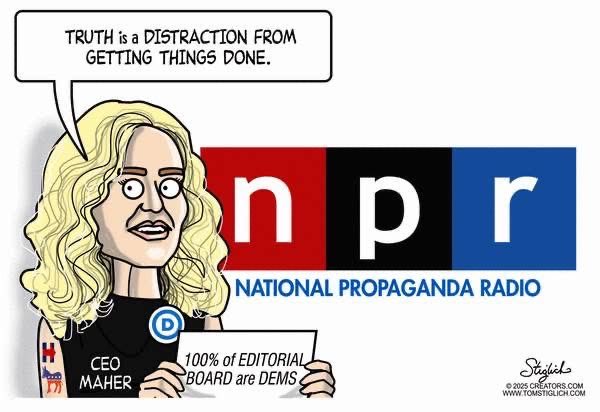 TRUTH is a DISTRACTION FROM
GETTING THINGS DONE.
npr
NATIONAL PROPAGANDA RADIO
D
H
CEO
MAHER
100% of EDITORIAL
BOARD are DEMS
Stiglich
© 2025 CREATORS.COM
WWW.TOMSTIGLICH.COM